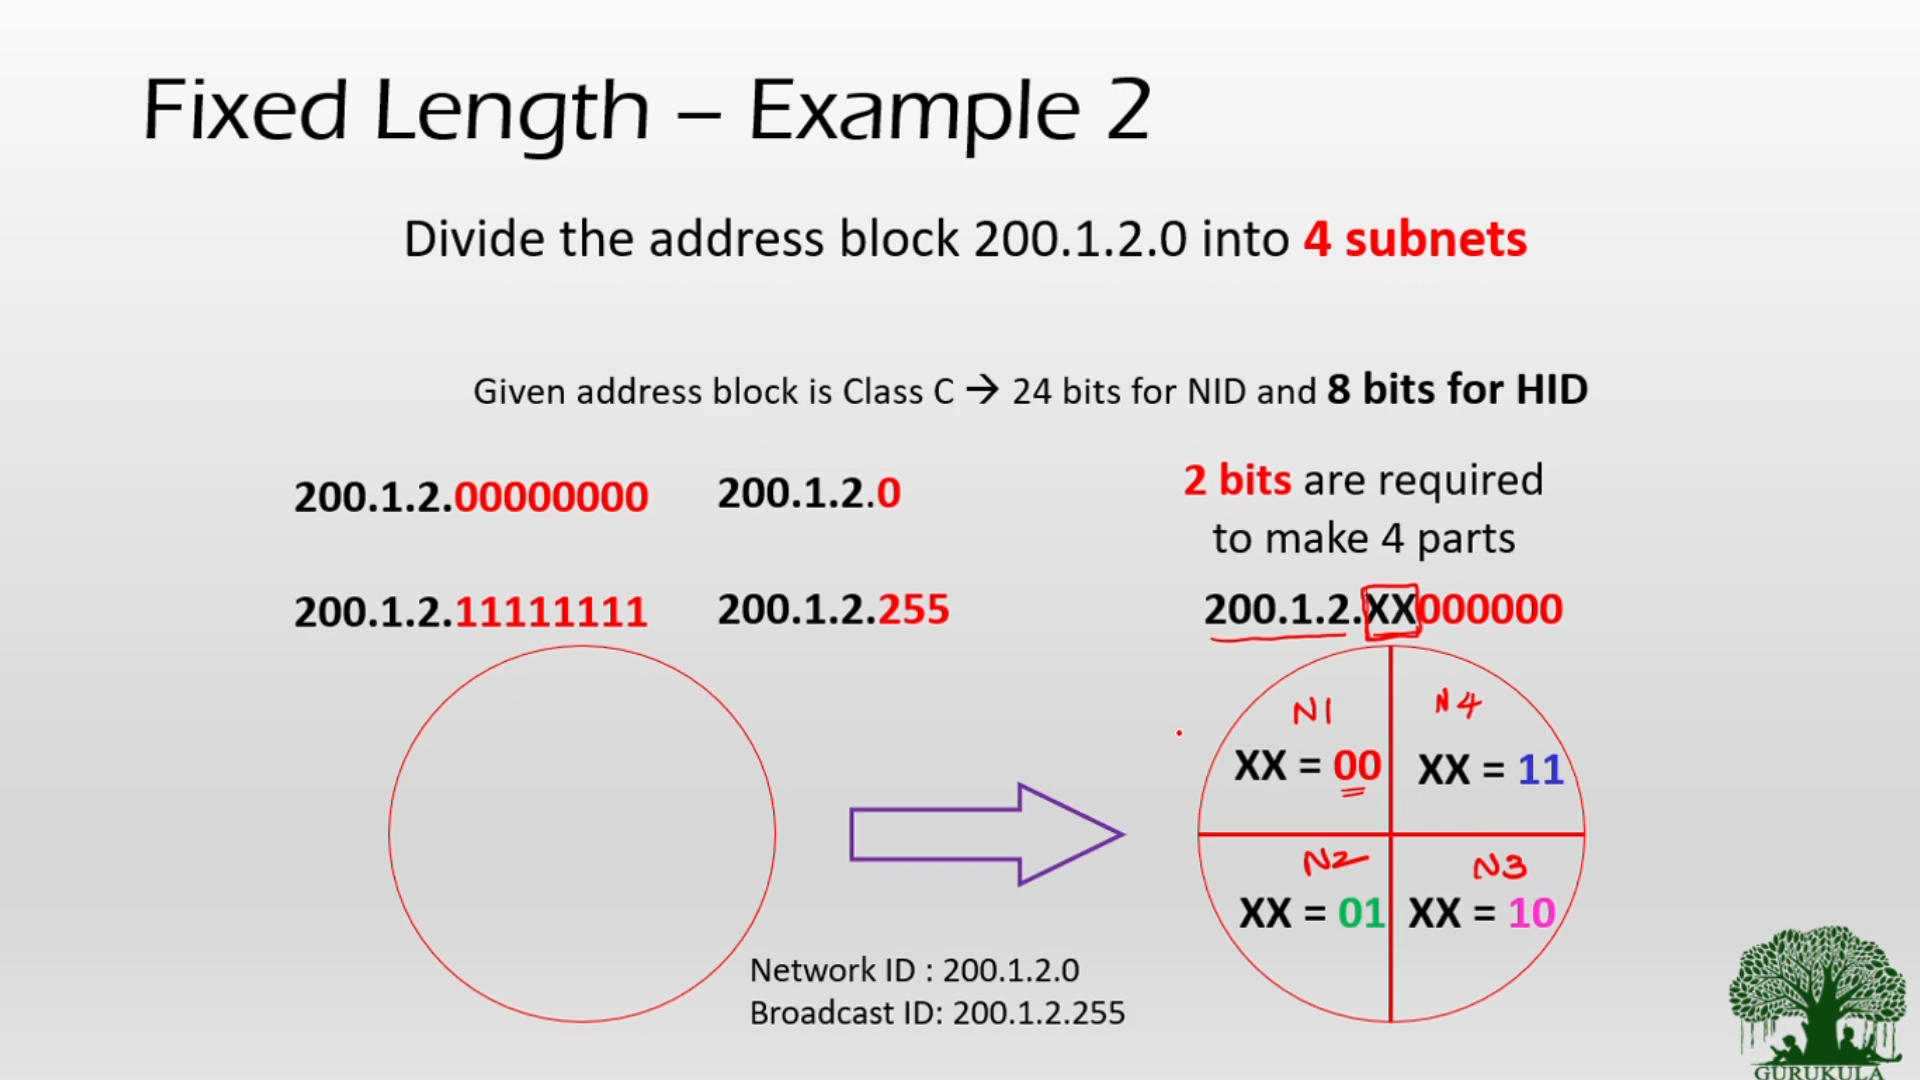 Fixed Length – Example 2
Divide the address block 200.1.2.0 into 4 subnets
Given address block is Class C → 24 bits for NID and 8 bits for HID
200.1.2.00000000
200.1.2.0
200.1.2.11111111
200.1.2.255
2 bits are required
to make 4 parts
200.1.2.XX000000
N1
XX = 00
N4
XX = 11
N2
XX = 01
N3
XX = 10
Network ID : 200.1.2.0
Broadcast ID: 200.1.2.255
GURUKULA